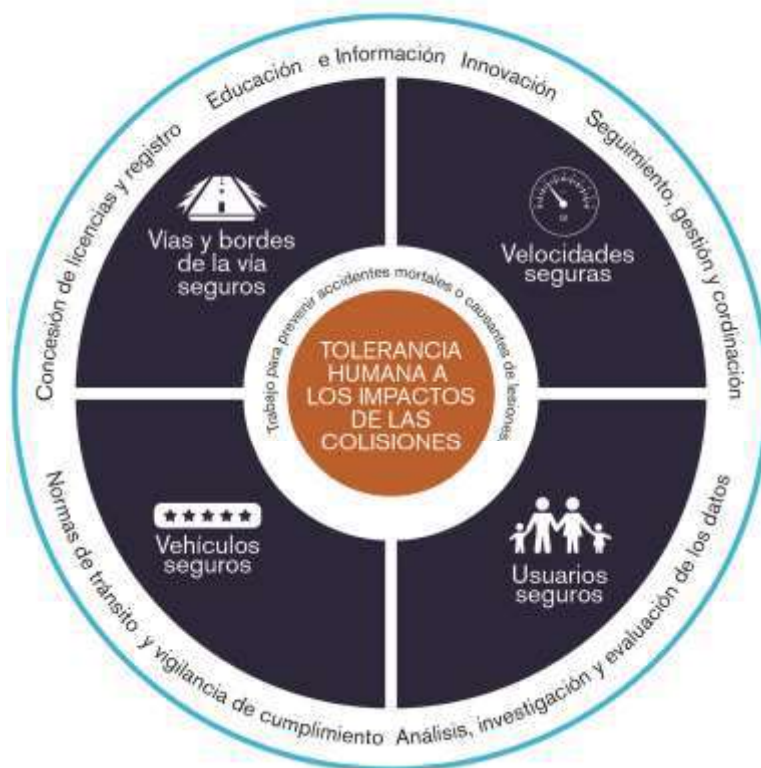 Educación e Información
Innovación
Seguimiento, gestión y cordinación
Análisis, investigación y evaluación de los datos
Normas de tránsito y vigilancia de cumplimiento
Concesión de licencias y registro
Vías y bordes
de la vía
seguros
Velocidades
seguras
Trabajo para prevenir accidentes mortales o causantes de lesiones
TOLERANCIA
HUMANA A
LOS IMPACTOS
DE LAS
COLISIONES
Vehículos
seguros
Usuarios
seguros